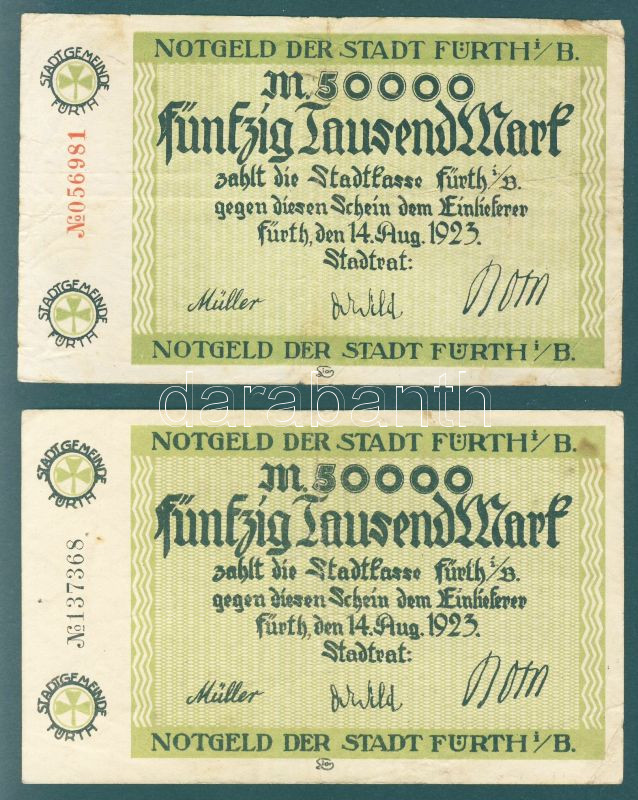 STADTGEMEINDE
FÜRTH
№056981
STADTGEMEINDE
FÜRTH
NOTGELD DER STADT FÜRTH i/B.
M. 50000
Fünfzig Tausend Mark
zahlt die Stadtkasse Fürth i/B.
gegen diesen Schein dem Einlieferer
Fürth, den 14. Aug. 1923.
Stadtrat:
Müller
NOTGELD DER STADT FÜRTH i/B.
darabanth
STADTGEMEINDE
FÜRTH
№137368
STADTGEMEINDE
FÜRTH
NOTGELD DER STADT FÜRTH i/B.
M. 50000
Fünfzig Tausend Mark
zahlt die Stadtkasse Fürth i/B.
gegen diesen Schein dem Einlieferer
Fürth, den 14. Aug. 1923.
Stadtrat:
Müller
NOTGELD DER STADT FÜRTH i/B.